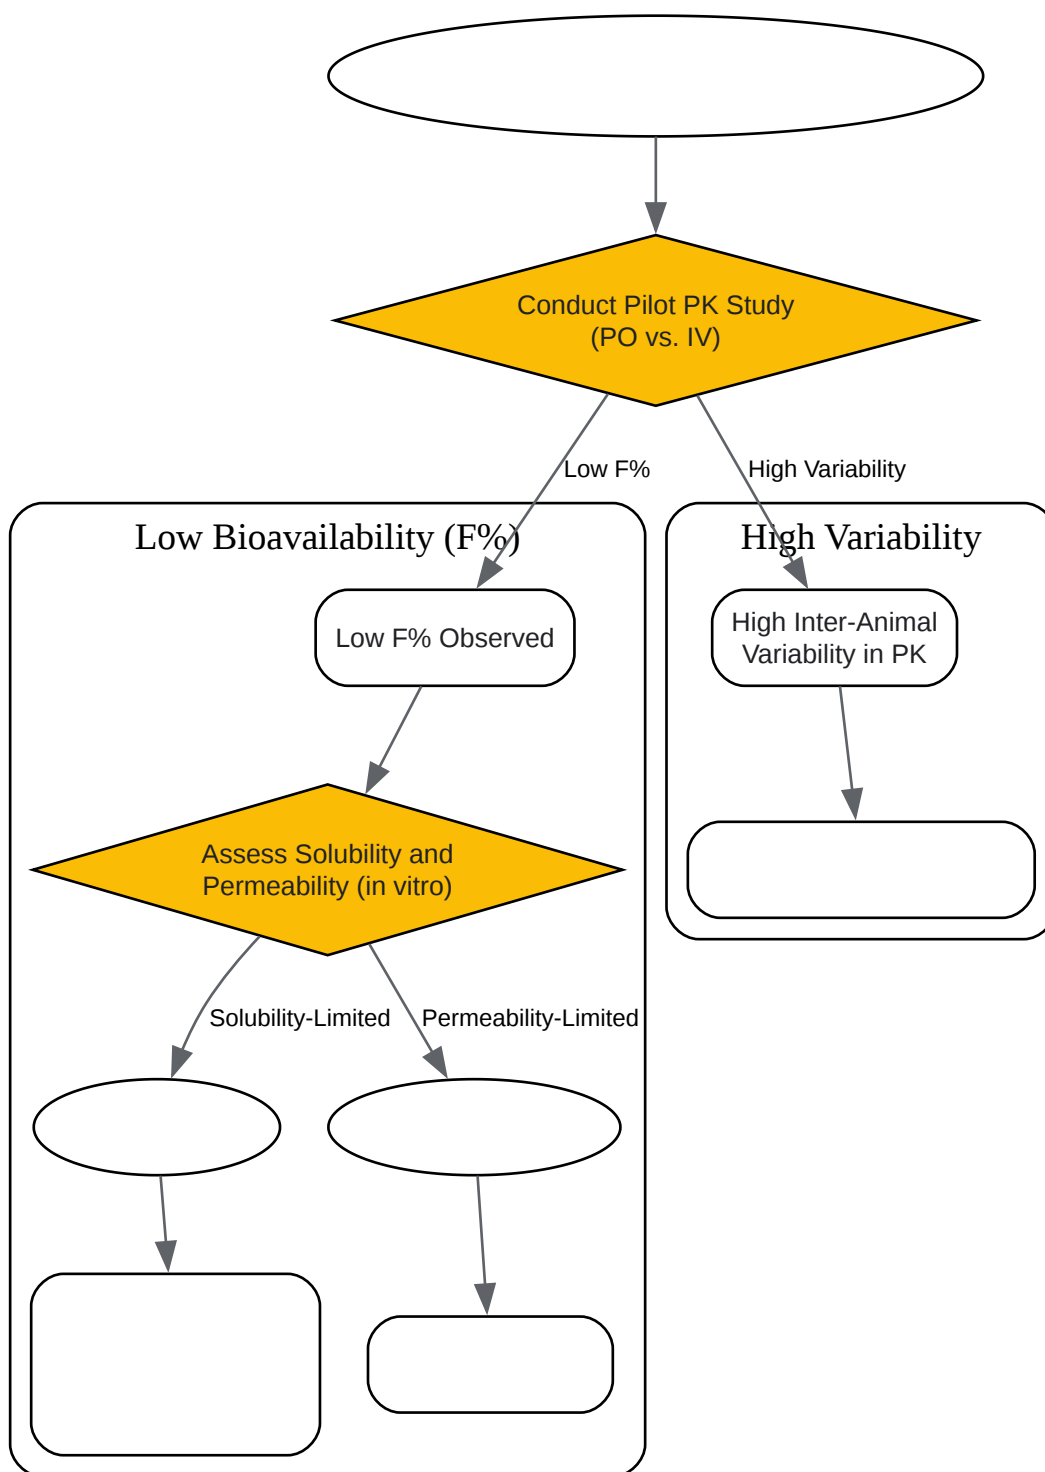 Conduct Pilot PK Study
(PO vs. IV)
Low F%
High Variability
Low Bioavailability (F%)
High Variability
Low F% Observed
High Inter-Animal
Variability in PK
Assess Solubility and
Permeability (in vitro)
Solubility-Limited
Permeability-Limited